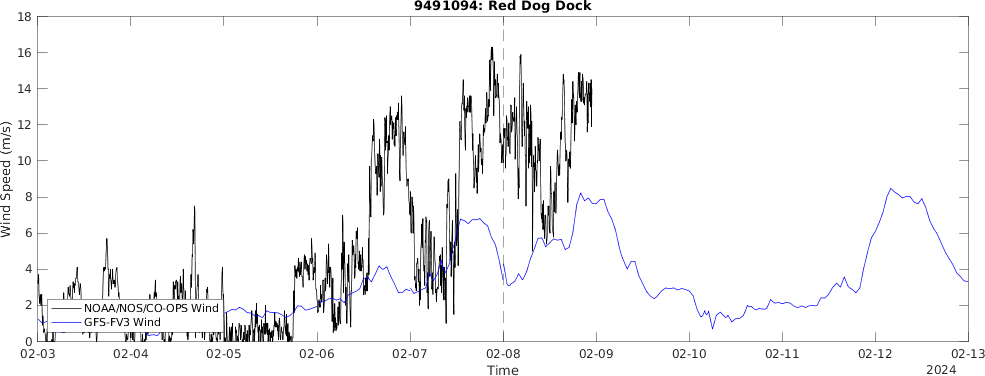 9491094: Red Dog Dock
18
16
14
12
10
8
6
4
2
0
Wind Speed (m/s)
NOAA/NOS/CO-OPS Wind
GFS-FV3 Wind
02-03 02-04 02-05 02-06 02-07 02-08 02-09 02-10 02-11 02-12 02-13
Time
2024